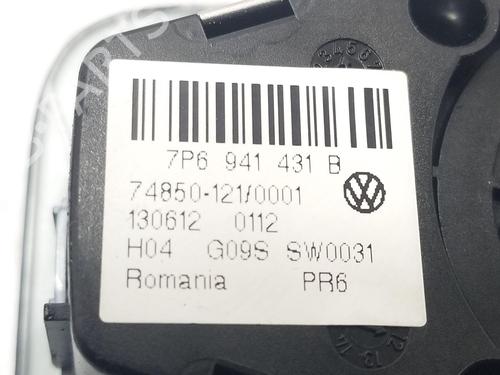 7P6 941 431 B
74850-121/0001
130612 0112
H04 G09S SW0031
Romania PR6